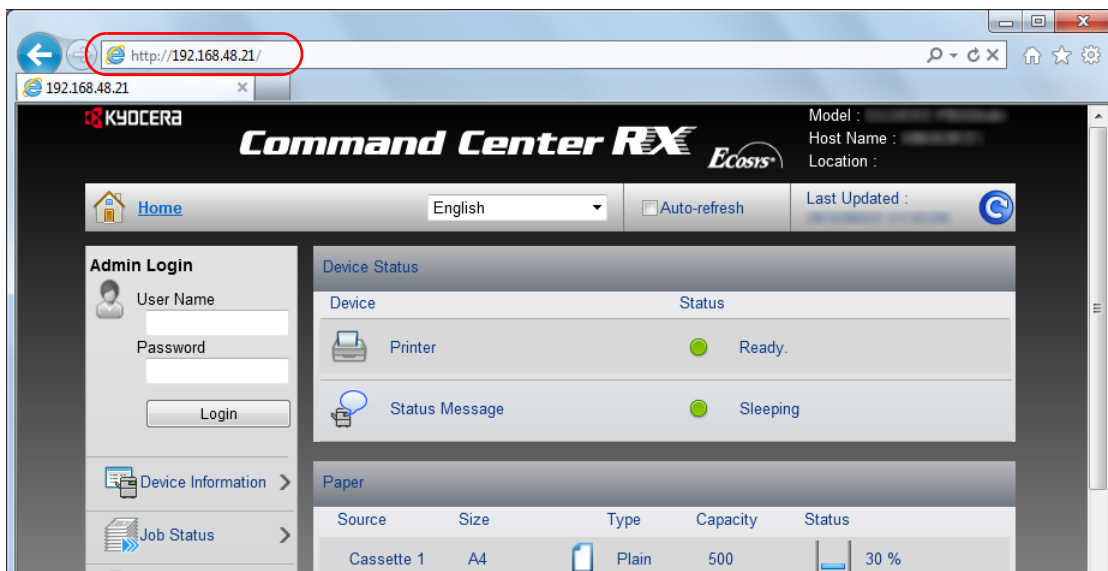 http://192.168.48.21/
192.168.48.21
KYOCERA
Command Center RX
ECOSYS
Model :
Host Name :
Location :
Home
English
Auto-refresh
Last Updated :
Admin Login
User Name
Password
Login
Device Information
Job Status
Device Status
Device Status
Printer Ready.
Status Message Sleeping
Paper
Source Size Type Capacity Status
Cassette 1 A4 Plain 500 30 %